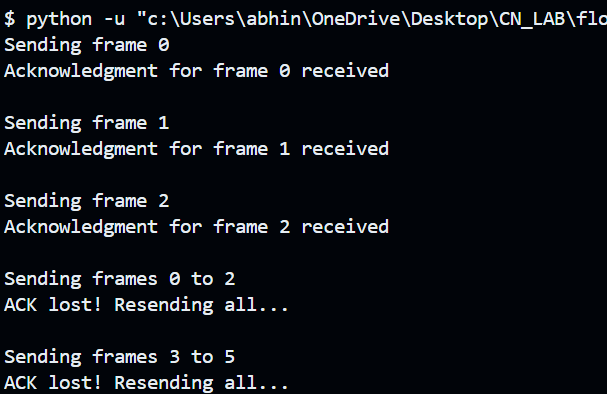 $ python -u "c:\Users\abhin\OneDrive\Desktop\CN_LAB\flo
Sending frame 0
Acknowledgment for frame 0 received
Sending frame 1
Acknowledgment for frame 1 received
Sending frame 2
Acknowledgment for frame 2 received
Sending frames 0 to 2
ACK lost! Resending all...
Sending frames 3 to 5
ACK lost! Resending all...